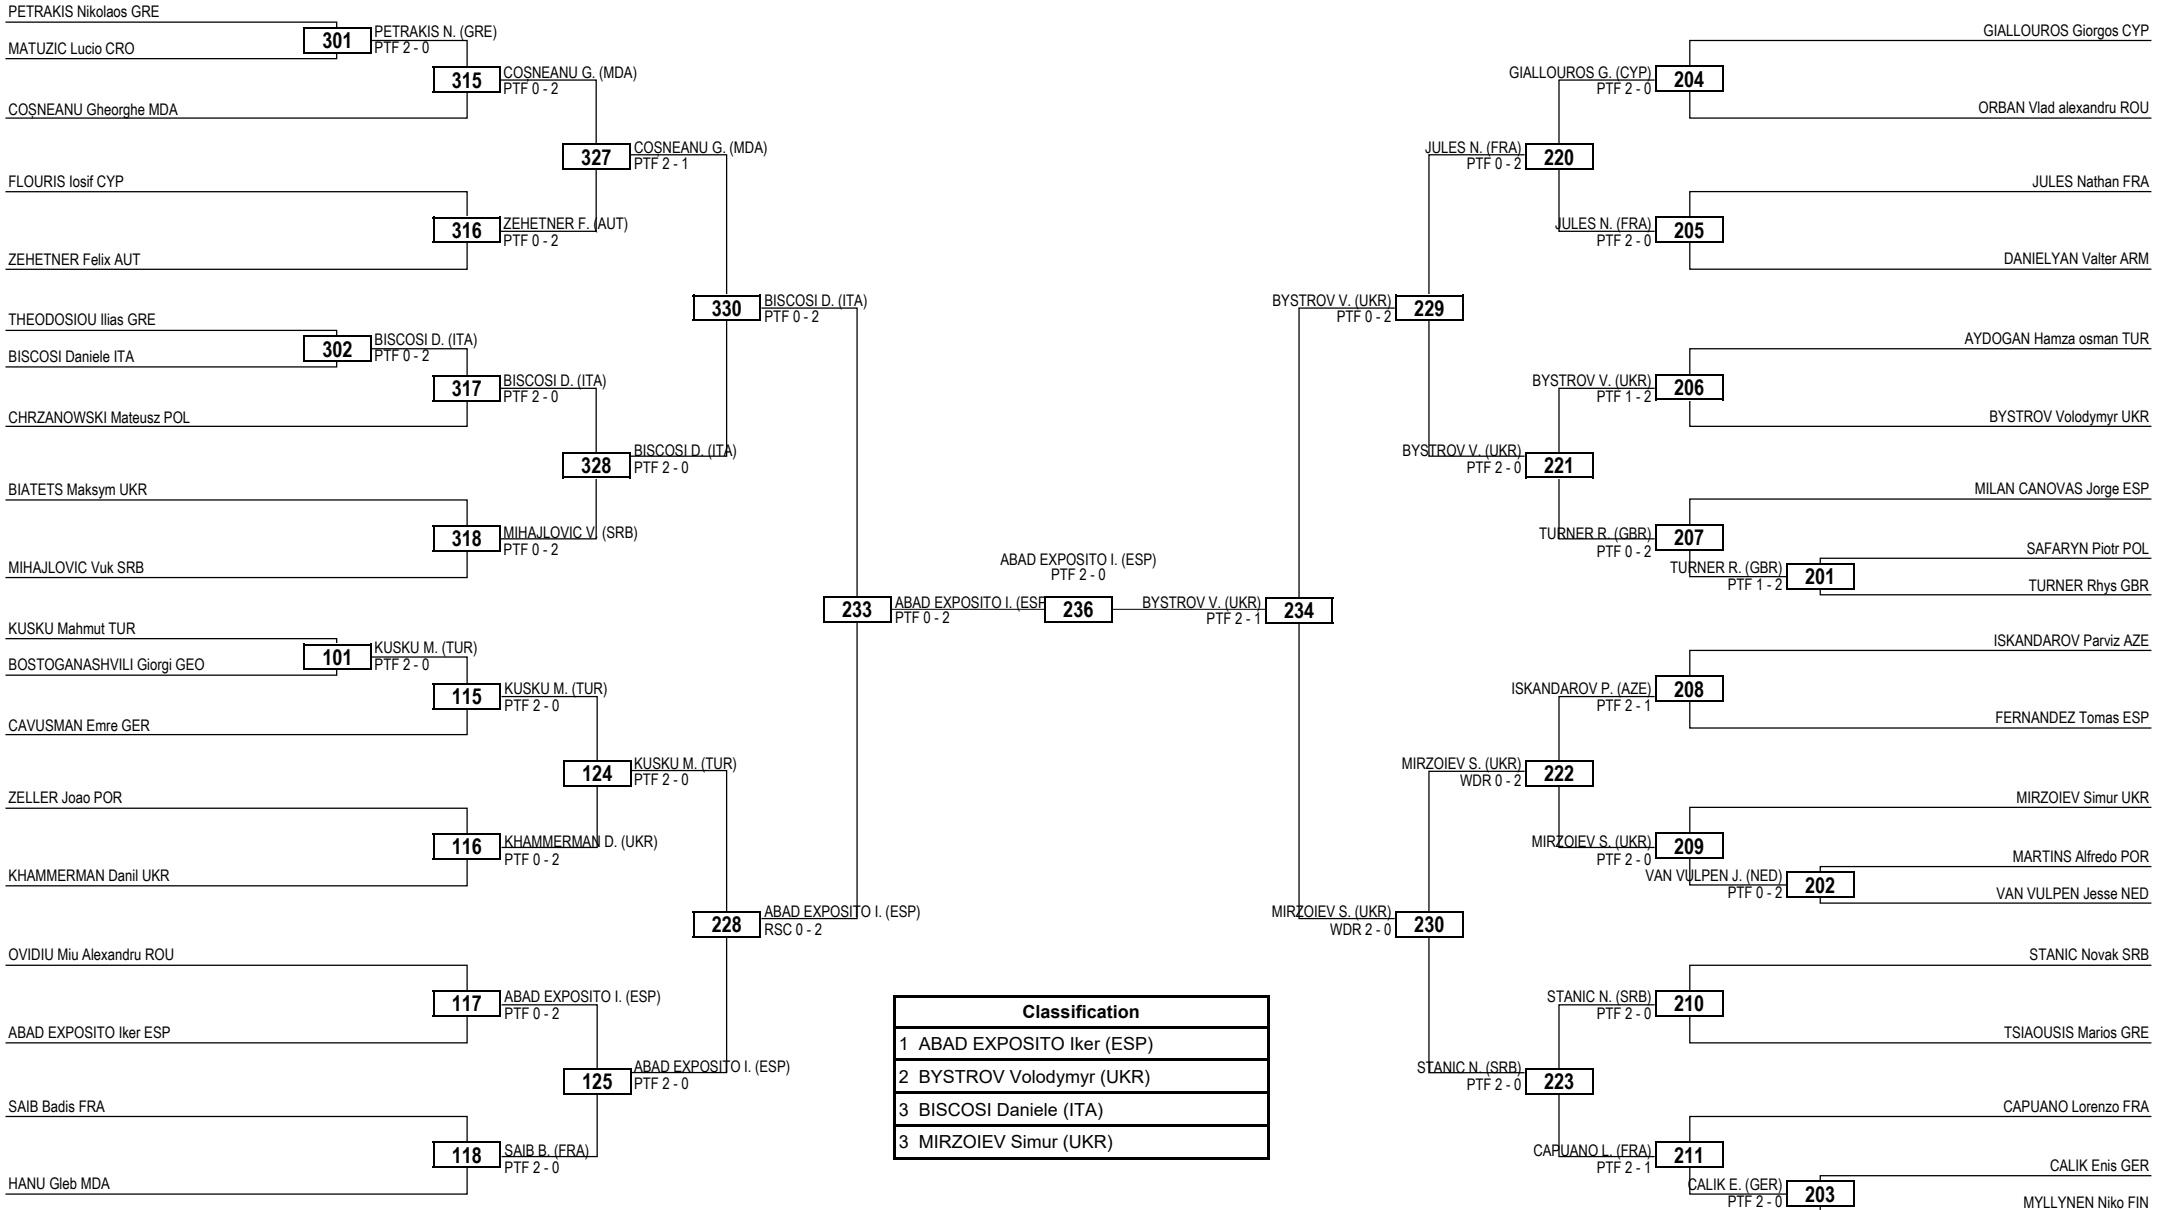 PETRAKIS Nikolaos GRE
MATUZIC Lucio CRO
301
PETRAKIS N. (GRE)
PTF 2 - 0
COȘNEANU Gheorghe MDA
315
COȘNEANU G. (MDA)
PTF 0 - 2
FLOURIS Iosif CYP
ZEHETNER Felix AUT
316
ZEHETNER F. (AUT)
PTF 0 - 2
327
COȘNEANU G. (MDA)
PTF 2 - 1
THEODOSIOU Ilias GRE
BISCOSI Daniele ITA
302
BISCOSI D. (ITA)
PTF 0 - 2
CHRZANOWSKI Mateusz POL
317
BISCOSI D. (ITA)
PTF 2 - 0
BIATETS Maksym UKR
MIHAJLOVIC Vuk SRB
318
MIHAJLOVIC V. (SRB)
PTF 0 - 2
328
BISCOSI D. (ITA)
PTF 2 - 0
330
BISCOSI D. (ITA)
PTF 0 - 2
KUSKU Mahmut TUR
BOSTOGANASHVILI Giorgi GEO
101
KUSKU M. (TUR)
PTF 2 - 0
CAVUSMAN Emre GER
115
KUSKU M. (TUR)
PTF 2 - 0
ZELLER Joao POR
KHAMMERMAN Danil UKR
116
KHAMMERMAN D. (UKR)
PTF 0 - 2
124
KUSKU M. (TUR)
PTF 2 - 0
OVIDIU Miu Alexandru ROU
ABAD EXPOSITO Iker ESP
117
ABAD EXPOSITO I. (ESP)
PTF 0 - 2
SAIB Badis FRA
HANU Gleb MDA
118
SAIB B. (FRA)
PTF 2 - 0
125
ABAD EXPOSITO I. (ESP)
PTF 2 - 0
228
ABAD EXPOSITO I. (ESP)
RSC 0 - 2
233
ABAD EXPOSITO I. (ESP
PTF 0 - 2
ABAD EXPOSITO I. (ESP)
PTF 2 - 0
236
BYSTROV V. (UKR)
PTF 2 - 1
234
GIALLOUROS Giorgos CYP
GIALLOUROS G. (CYP)
PTF 2 - 0
204
ORBAN Vlad alexandru ROU
JULES N. (FRA)
PTF 0 - 2
220
JULES Nathan FRA
JULES N. (FRA)
PTF 2 - 0
205
DANIELYAN Valter ARM
BYSTROV V. (UKR)
PTF 0 - 2
229
AYDOGAN Hamza osman TUR
BYSTROV V. (UKR)
PTF 1 - 2
206
BYSTROV Volodymyr UKR
BYSTROV V. (UKR)
PTF 2 - 0
221
MILAN CANOVAS Jorge ESP
TURNER R. (GBR)
PTF 0 - 2
207
SAFARYN Piotr POL
TURNER R. (GBR)
PTF 1 - 2
201
TURNER Rhys GBR
ISKANDAROV Parviz AZE
ISKANDAROV P. (AZE)
PTF 2 - 1
208
FERNANDEZ Tomas ESP
MIRZOIEV S. (UKR)
WDR 0 - 2
222
MIRZOIEV Simur UKR
MIRZOIEV S. (UKR)
PTF 2 - 0
209
MARTINS Alfredo POR
VAN VULPEN J. (NED)
PTF 0 - 2
202
VAN VULPEN Jesse NED
MIRZOIEV S. (UKR)
WDR 2 - 0
230
STANIC Novak SRB
STANIC N. (SRB)
PTF 2 - 0
210
TSIAOUSIS Marios GRE
STANIC N. (SRB)
PTF 2 - 0
223
CAPUANO Lorenzo FRA
CAPUANO L. (FRA)
PTF 2 - 1
211
CALIK Enis GER
CALIK E. (GER)
PTF 2 - 0
203
MYLLYNEN Niko FIN
Classification
1 ABAD EXPOSITO Iker (ESP)
2 BYSTROV Volodymyr (UKR)
3 BISCOSI Daniele (ITA)
3 MIRZOIEV Simur (UKR)